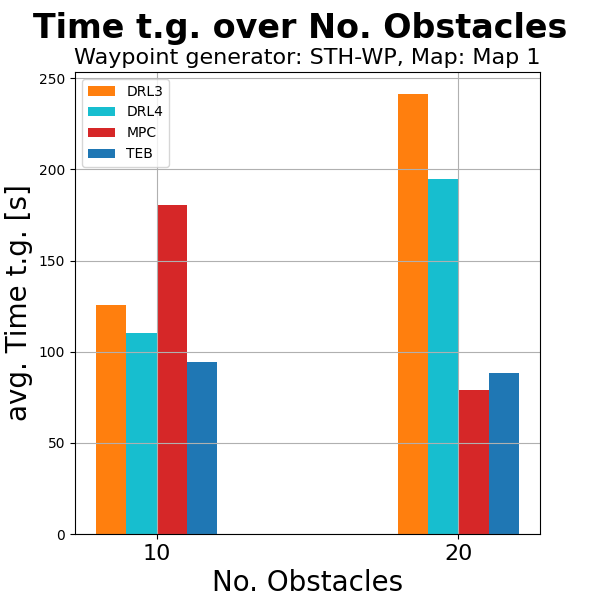 Time t.g. over No. Obstacles
Waypoint generator: STH-WP, Map: Map 1
DRL3
DRL4
MPC
TEB
avg. Time t.g. [s]
250
200
150
100
50
0
10
20
No. Obstacles